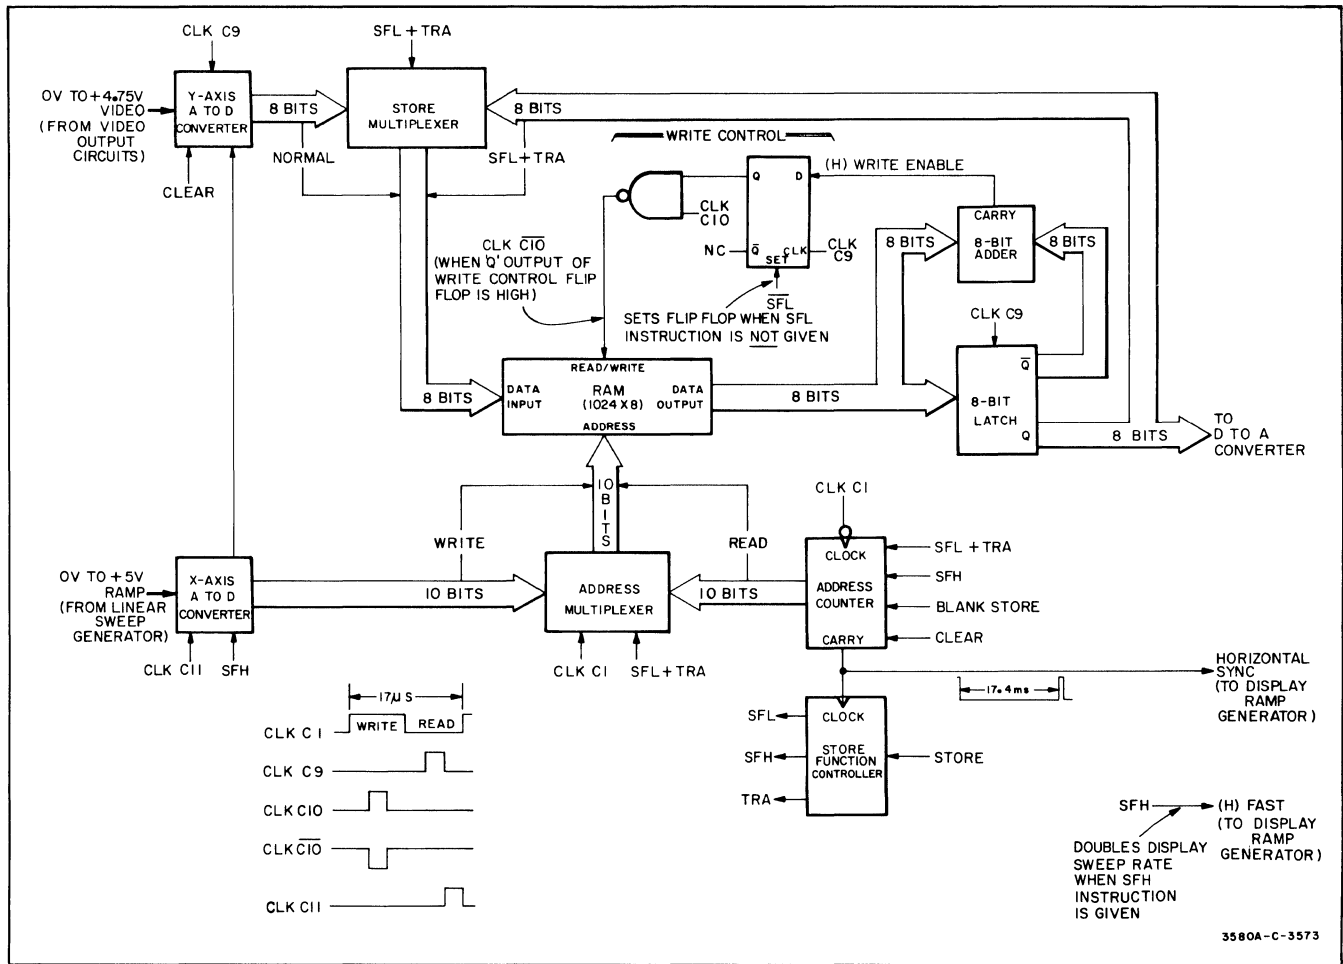 CLK C9
SFL + TRA
0V TO +4.75V
VIDEO
(FROM VIDEO
OUTPUT
CIRCUITS)
Y-AXIS
A TO D
CONVERTER
8 BITS
STORE
MULTIPLEXER
8 BITS
CLEAR
NORMAL
SFL + TRA
WRITE CONTROL
(H) WRITE ENABLE
Q D
CLK
C10
NC
Q̅ CLK
SET
CLK
C9
S̅F̅L̅
SETS FLIP FLOP WHEN SFL
INSTRUCTION IS NOT GIVEN
CLK C̅1̅0̅
(WHEN 'Q' OUTPUT OF
WRITE CONTROL FLIP
FLOP IS HIGH)
8 BITS
CARRY
8-BIT
ADDER
8 BITS
CLK C9
Q̅
8-BIT
LATCH
Q
8 BITS
TO
D TO A
CONVERTER
8 BITS
READ/WRITE
DATA
INPUT
RAM
(1024 X 8)
DATA
OUTPUT
ADDRESS
8 BITS
10
BITS
WRITE
READ
CLK C1
0V TO +5V
RAMP
(FROM LINEAR
SWEEP
GENERATOR)
X-AXIS
A TO D
CONVERTER
10 BITS
ADDRESS
MULTIPLEXER
10 BITS
CLOCK
ADDRESS
COUNTER
CARRY
SFL + TRA
SFH
BLANK STORE
CLEAR
CLK C11
SFH
CLK C1
SFL+TRA
HORIZONTAL
SYNC
(TO DISPLAY
RAMP
GENERATOR)
17.4ms
CLOCK
STORE
FUNCTION
CONTROLLER
SFL
SFH
TRA
STORE
17µS
CLK C1
WRITE
READ
CLK C9
CLK C10
CLK C̅1̅0̅
CLK C11
SFH
(H) FAST
(TO DISPLAY
RAMP
GENERATOR)
DOUBLES DISPLAY
SWEEP RATE
WHEN SFH
INSTRUCTION
IS GIVEN
3580A-C-3573